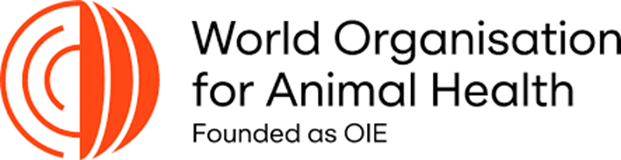 World Organisation
for Animal Health
Founded as OIE